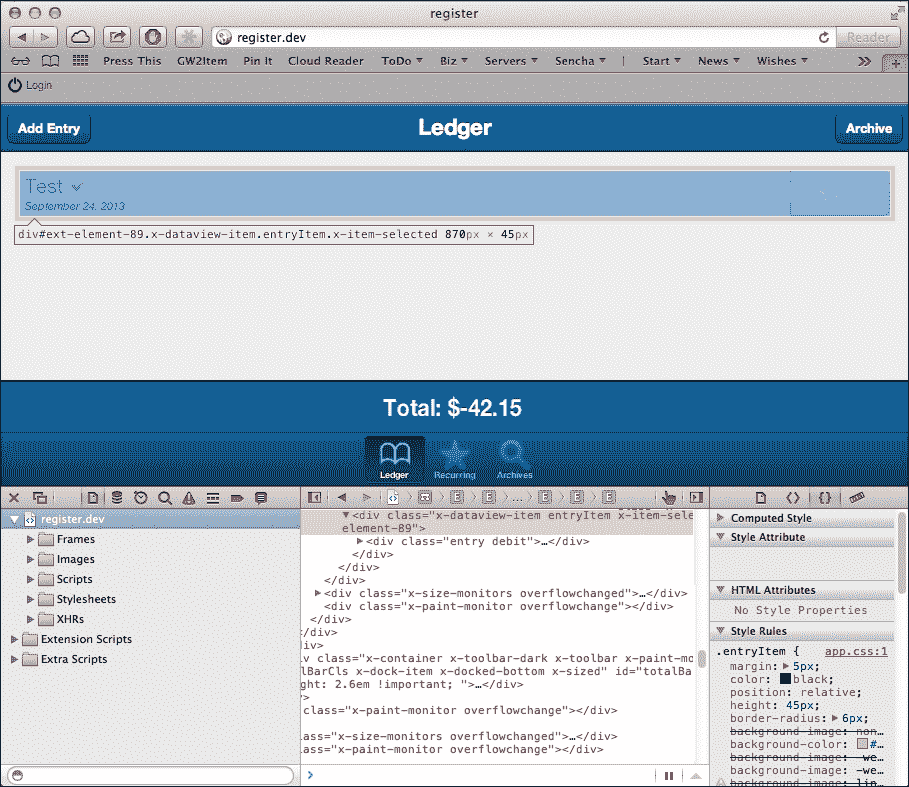 register
register.dev
Reader
Press This GW2Item Pin It Cloud Reader ToDo Biz Servers Sencha Start News Wishes
Login
Add Entry Ledger Archive
Test
September 24, 2013
div#ext-element-89.x-dataview-item.entryItem.x-item-selected 870px × 45px
Total: $-42.15
Ledger Recurring Archives
register.dev
Frames
Images
Scripts
Stylesheets
XHRs
Extension Scripts
Extra Scripts
<div class="x-dataview-item entryItem x-item-sele
element-89">
<div class="entry debit">…</div>
</div>
</div>
</div>
<div class="x-size-monitors overflowchanged">…</div>
<div class="x-paint-monitor overflowchange"></div>
</div>
</div>
div>
iv class="x-container x-toolbar-dark x-toolbar x-paint-mo
lBarCls x-dock-item x-docked-bottom x-sized" id="totalBa
ght: 2.6em !important; ">…</div>
class="x-paint-monitor overflowchange"></div>
class="x-size-monitors overflowchanged">…</div>
class="x-paint-monitor overflowchange"></div>
Computed Style
Style Attribute
HTML Attributes
No Style Properties
Style Rules
.entryItem { app.css:1
margin: 5px;
color: black;
position: relative;
height: 45px;
border-radius: 6px;
background-image: non…
background-color: #…
background-image: -we…
background-image: -we…
background-image: lin…